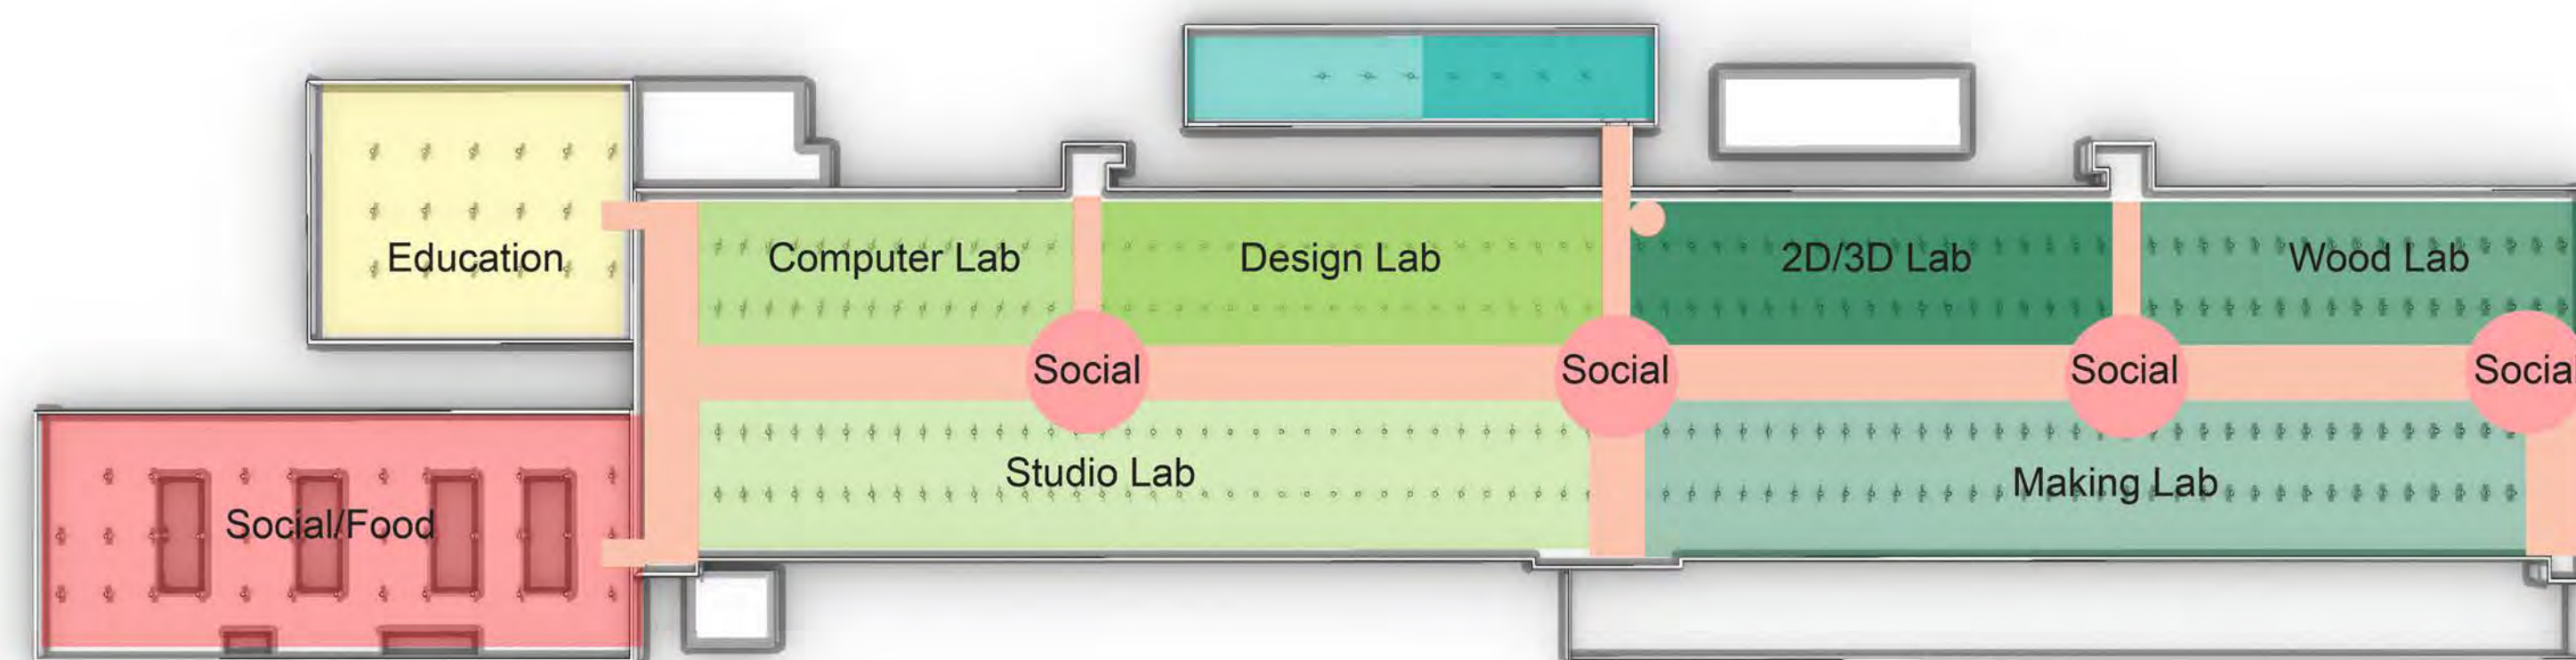 Education
Computer Lab
Design Lab
2D/3D Lab
Wood Lab
Social
Social
Social
Socia
Social/Food
Studio Lab
Making Lab